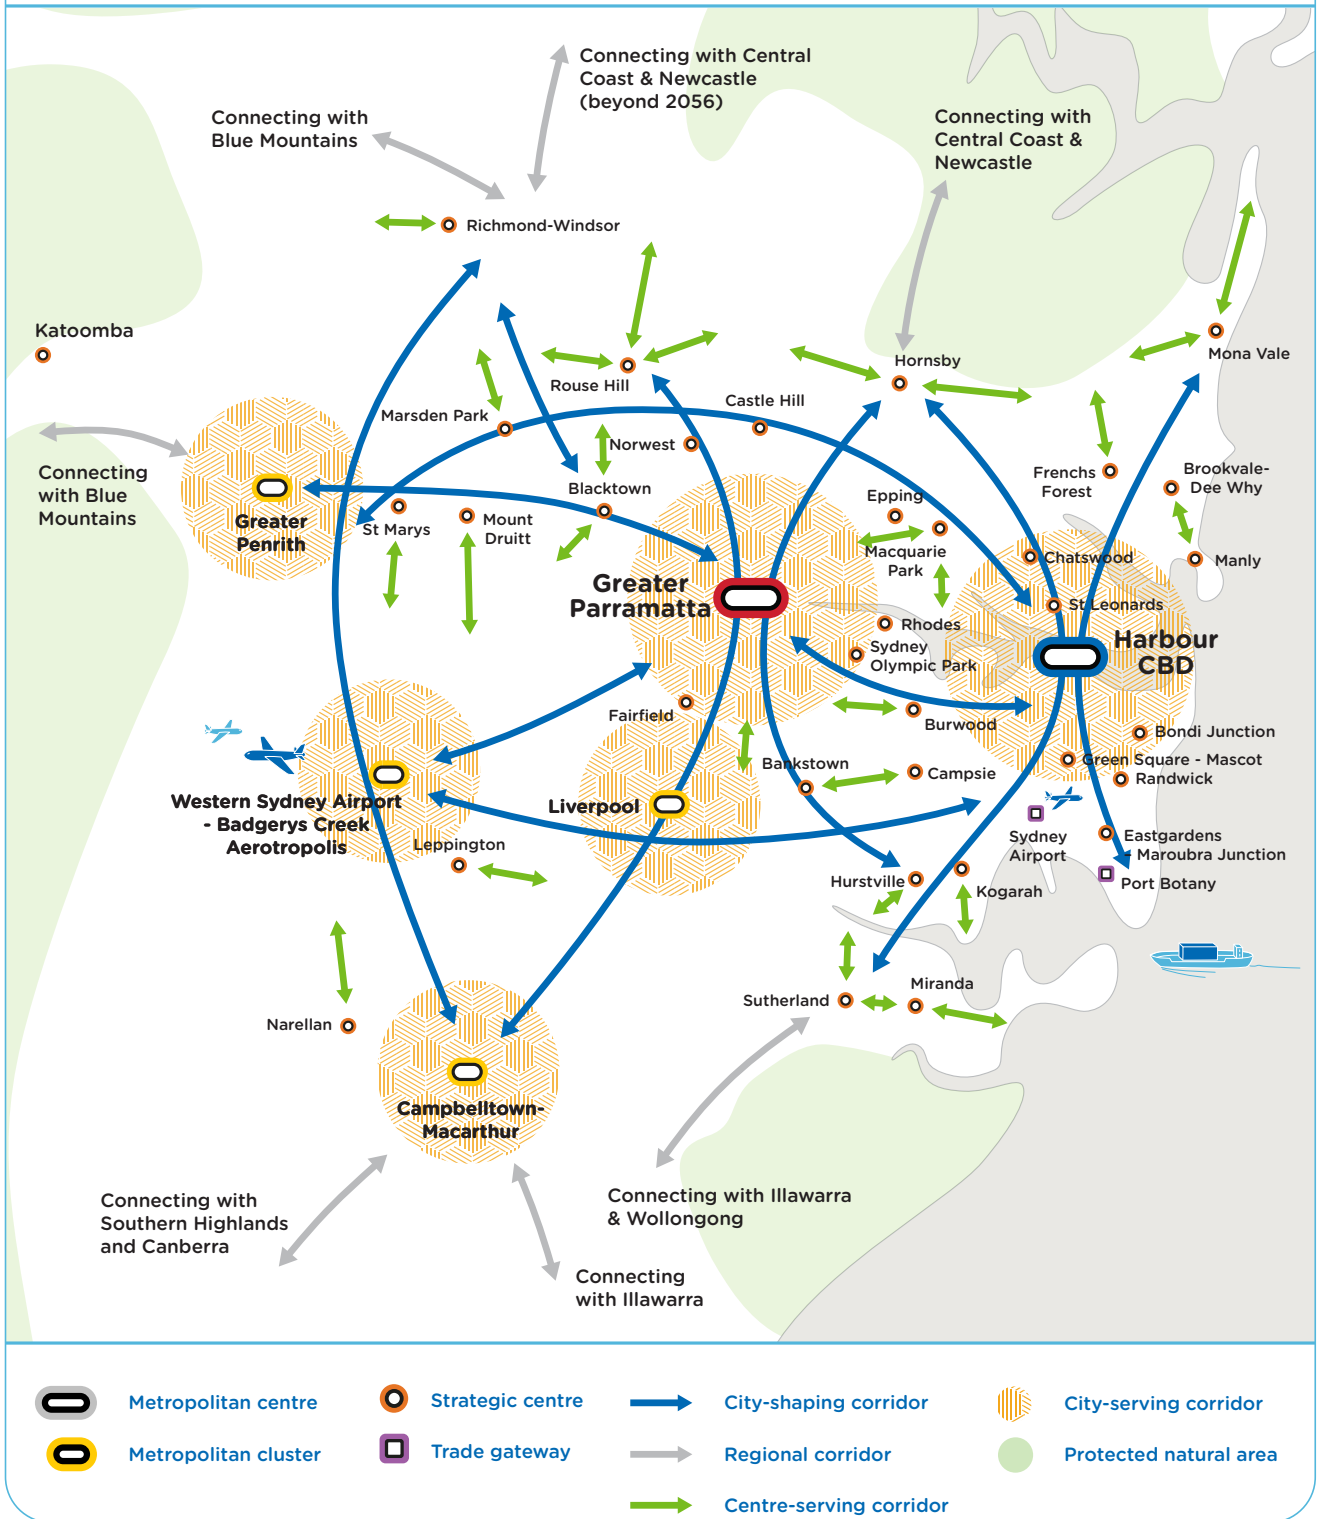 Connecting with Central
Coast & Newcastle
(beyond 2056)
Connecting with
Blue Mountains
Connecting with
Central Coast &
Newcastle
Richmond-Windsor
Katoomba
Mona Vale
Hornsby
Rouse Hill
Castle Hill
Marsden Park
Norwest
Connecting
with Blue
Mountains
Blacktown
Frenchs
Forest
Brookvale-
Dee Why
Epping
Greater
Penrith
St Marys
Mount
Druitt
Macquarie
Park
Chatswood
Manly
Greater
Parramatta
St Leonards
Rhodes
Harbour
CBD
Sydney
Olympic Park
Fairfield
Burwood
Bondi Junction
Green Square - Mascot
Bankstown
Campsie
Randwick
Western Sydney Airport
- Badgerys Creek
Aerotropolis
Liverpool
Leppington
Sydney
Airport
Eastgardens
- Maroubra Junction
Hurstville
Kogarah
Port Botany
Sutherland
Miranda
Narellan
Campbelltown-
Macarthur
Connecting with
Southern Highlands
and Canberra
Connecting with Illawarra
& Wollongong
Connecting
with Illawarra
Metropolitan centre
Strategic centre
City-shaping corridor
City-serving corridor
Metropolitan cluster
Trade gateway
Regional corridor
Protected natural area
Centre-serving corridor